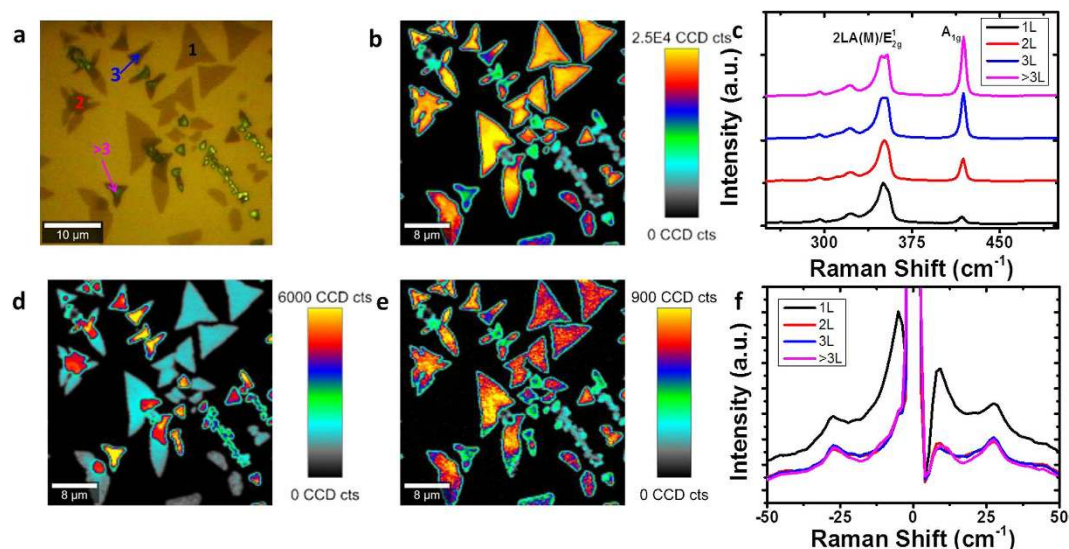 a
1
3
2
>3
10 µm
b
2.5E4 CCD cts
0 CCD cts
8 µm
c
2LA(M)/E¹₂g
A₁g
1L
2L
3L
>3L
Intensity (a.u.)
300 375 450
Raman Shift (cm⁻¹)
d
6000 CCD cts
0 CCD cts
8 µm
e
900 CCD cts
0 CCD cts
8 µm
f
1L
2L
3L
>3L
Intensity (a.u.)
-50 -25 0 25 50
Raman Shift (cm⁻¹)